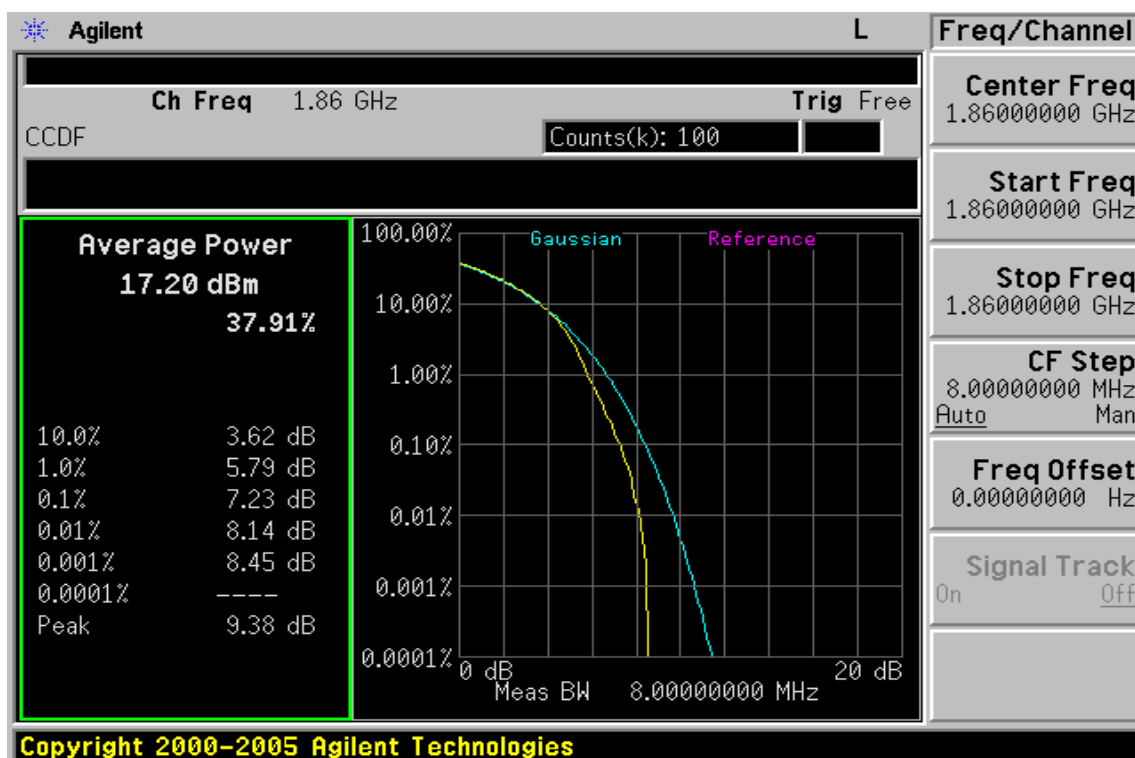 Agilent L Freq/Channel
Ch Freq 1.86 GHz Trig Free
CCDF Counts(k): 100
Average Power
17.20 dBm
37.91%
10.0% 3.62 dB
1.0% 5.79 dB
0.1% 7.23 dB
0.01% 8.14 dB
0.001% 8.45 dB
0.0001% ----
Peak 9.38 dB
Gaussian Reference
100.00%
10.00%
1.00%
0.10%
0.01%
0.001%
0.0001%
0 dB 20 dB
Meas BW 8.00000000 MHz
Center Freq
1.86000000 GHz
Start Freq
1.86000000 GHz
Stop Freq
1.86000000 GHz
CF Step
8.00000000 MHz
Auto Man
Freq Offset
0.00000000 Hz
Signal Track
On Off
Copyright 2000-2005 Agilent Technologies